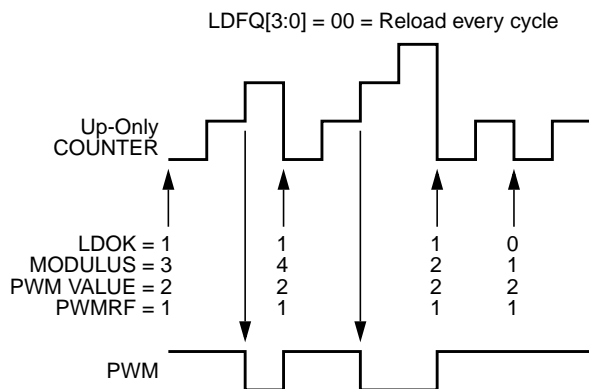 LDFQ[3:0] = 00 = Reload every cycle
Up-Only
COUNTER
LDOK = 1 1 1 0
MODULUS = 3 4 2 1
PWM VALUE = 2 2 2 2
PWMRF = 1 1 1 1
PWM